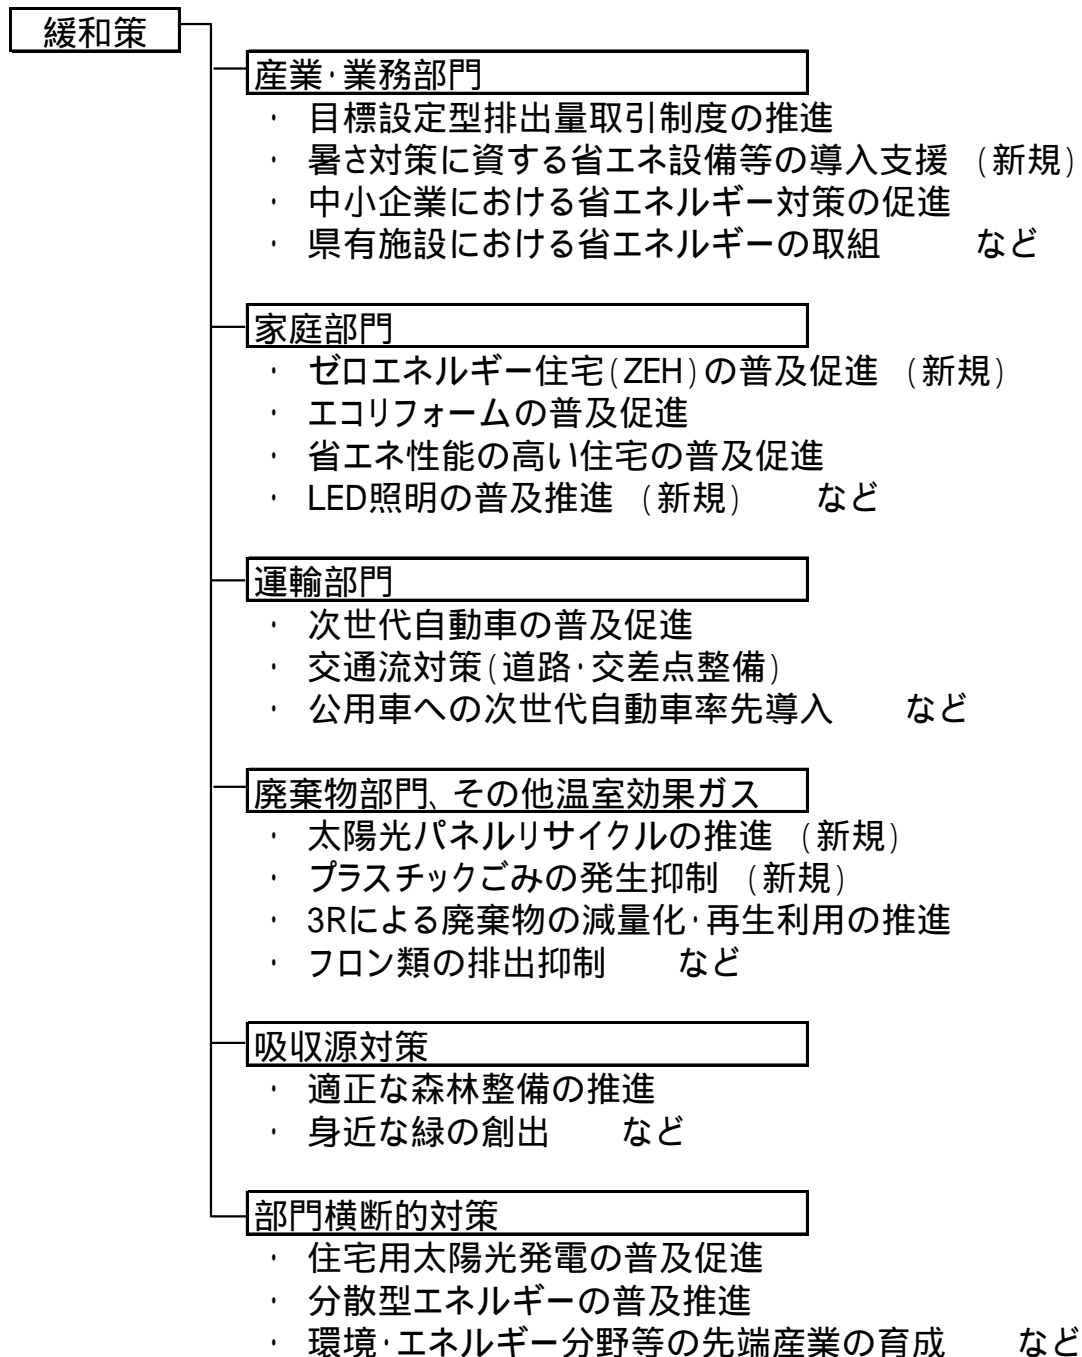 緩和策
産業・業務部門
・ 目標設定型排出量取引制度の推進
・ 暑さ対策に資する省エネ設備等の導入支援 (新規)
・ 中小企業における省エネルギー対策の促進
・ 県有施設における省エネルギーの取組 など
家庭部門
・ ゼロエネルギー住宅(ZEH)の普及促進 (新規)
・ エコリフォームの普及促進
・ 省エネ性能の高い住宅の普及促進
・ LED照明の普及推進 (新規) など
運輸部門
・ 次世代自動車の普及促進
・ 交通流対策(道路・交差点整備)
・ 公用車への次世代自動車率先導入 など
廃棄物部門、その他温室効果ガス
・ 太陽光パネルリサイクルの推進 (新規)
・ プラスチックごみの発生抑制 (新規)
・ 3Rによる廃棄物の減量化・再生利用の推進
・ フロン類の排出抑制 など
吸収源対策
・ 適正な森林整備の推進
・ 身近な緑の創出 など
部門横断的対策
・ 住宅用太陽光発電の普及促進
・ 分散型エネルギーの普及推進
・ 環境・エネルギー分野等の先端産業の育成 など